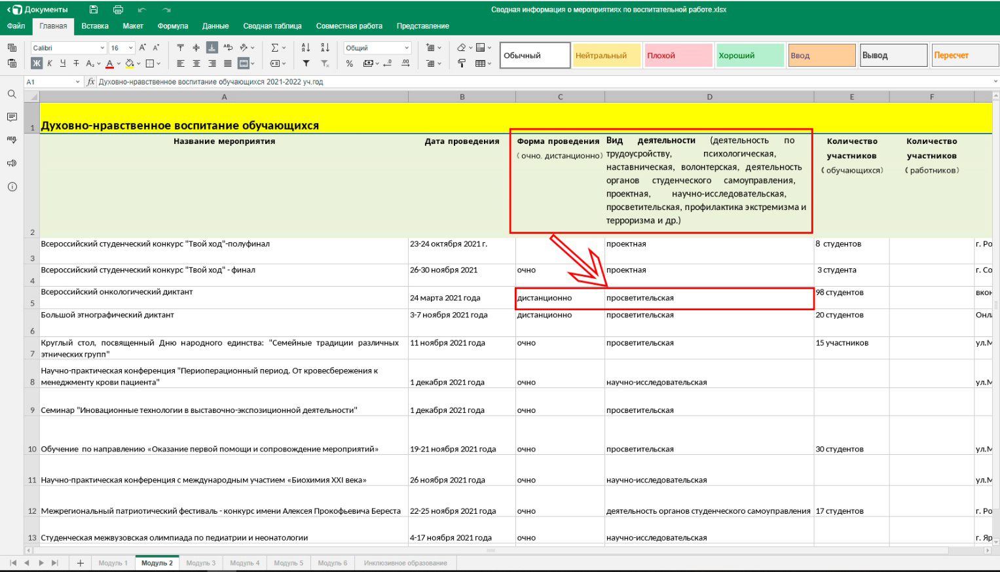 Документы
Сводная информация о мероприятиях по воспитательной работе.xlsx
Файл Главная Вставка Макет Формула Данные Сводная таблица Совместная работа Представление
Calibri 16 Общий
Обычный Нейтральный Плохой Хороший Ввод Вывод Пересчет
A1 fx Духовно-нравственное воспитание обучающихся 2021-2022 уч.год
A B C D E F
1 Духовно-нравственное воспитание обучающихся
Название мероприятия
Дата проведения
Форма проведения
(очно, дистанционно)
Вид деятельности (деятельность по
трудоусройству, психологическая,
наставническая, волонтерская, деятельность
органов студенческого самоуправления,
проектная, научно-исследовательская,
просветительская, профилактика экстремизма и
терроризма и др.)
Количество
участников
(обучающихся)
Количество
участников
(работников)
2
3 Всероссийский студенческий конкурс "Твой ход"-полуфинал 23-24 октября 2021 г. проектная 8 студентов г. Ро
4 Всероссийский студенческий конкурс "Твой ход" - финал 26-30 ноября 2021 очно проектная 3 студента г. Со
5 Всероссийский онкологический диктант 24 марта 2021 года дистанционно просветительская 98 студентов вкон
6 Большой этнографический диктант 3-7 ноября 2021 года дистанционно просветительская 20 студентов Онла
Круглый стол, посвященный Дню народного единства: "Семейные традиции различных 11 ноября 2021 года очно просветительская 15 участников ул.М
7 этнических групп"
Научно-практическая конференция "Периоперационный период. От кровесбережения к
8 менеджменту крови пациента" 1 декабря 2021 года очно научно-исследовательская ул.М
9 Семинар "Иновационные технологии в выставочно-экспозиционной деятельности" 1 декабря 2021 года очно просветительская
10 Обучение по направлению «Оказание первой помощи и сопровождение мероприятий» 19-21 ноября 2021 года очно просветительская 30 студентов ул.М
11 Научно-практическая конференция с международным участием «Биохимия XXI века» 26 ноября 2021 года очно научно-исследовательская ул.М
12 Межрегиональный патриотический фестиваль - конкурс имени Алексея Прокофьевича Береста 22-25 ноября 2021 года очно деятельность органов студенческого самоуправления 17 студентов г. Ро
13 Студенческая межвузовская олимпиада по педиатрии и неонатологии 4-17 ноября 2021 года очно научно-исследовательская г. Яр
Модуль 1 Модуль 2 Модуль 3 Модуль 4 Модуль 5 Модуль 6 Инклюзивное образование